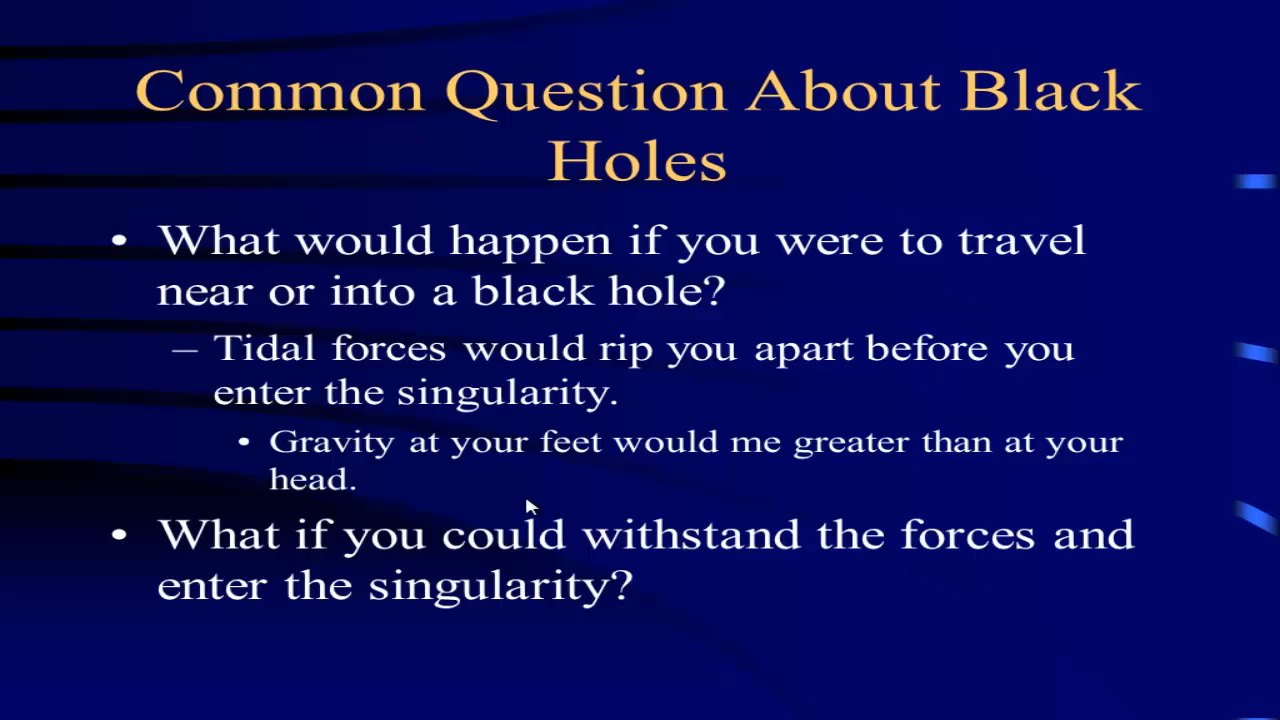 Common Question About Black
Holes
• What would happen if you were to travel
near or into a black hole?
– Tidal forces would rip you apart before you
enter the singularity.
• Gravity at your feet would me greater than at your
head.
• What if you could withstand the forces and
enter the singularity?